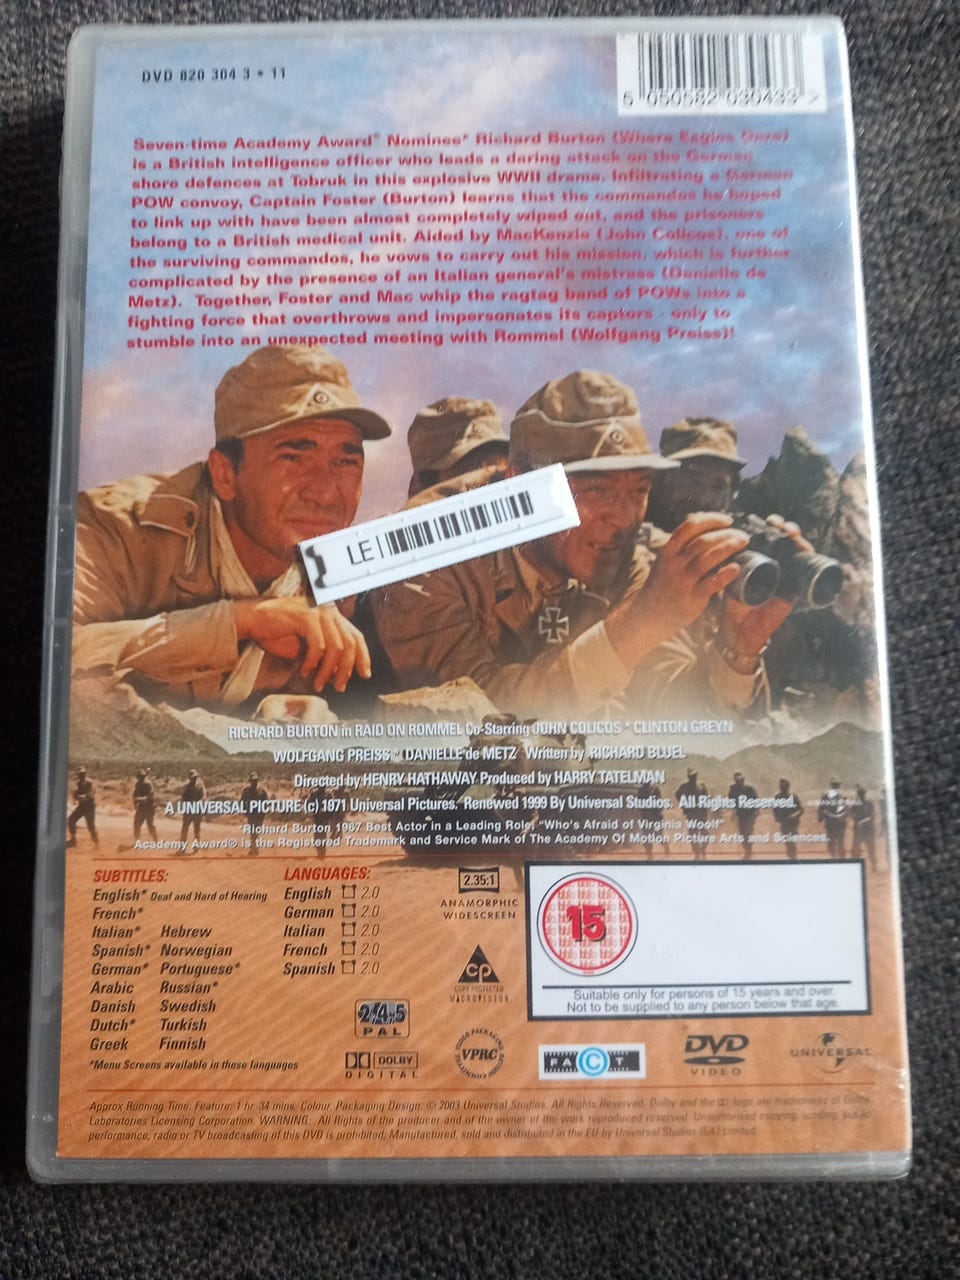 DVD 820 304 3 • 11
5 050582 030433 >
Seven-time Academy Award™ Nominee* Richard Burton (Where Eagles Dare)
is a British intelligence officer who leads a daring attack on the German
shore defences at Tobruk in this explosive WWII drama. Infiltrating a German
POW convoy, Captain Foster (Burton) learns that the commandos he hoped
to link up with have been almost completely wiped out, and the prisoners
belong to a British medical unit. Aided by MacKenzie (John Colicos), one of
the surviving commandos, he vows to carry out his mission, which is further
complicated by the presence of an Italian general's mistress (Danielle de
Metz). Together, Foster and Mac whip the ragtag band of POWs into a
fighting force that overthrows and impersonates its captors - only to
stumble into an unexpected meeting with Rommel (Wolfgang Preiss)!
LE
RICHARD BURTON in RAID ON ROMMEL Co-Starring JOHN COLICOS * CLINTON GREYN
WOLFGANG PREISS * DANIELLE de METZ Written by RICHARD BLUEL
Directed by HENRY HATHAWAY Produced by HARRY TATELMAN
A UNIVERSAL PICTURE (c) 1971 Universal Pictures. Renewed 1999 By Universal Studios. All Rights Reserved. UNIVERSAL
*Richard Burton, 1967 Best Actor in a Leading Role, "Who's Afraid of Virginia Woolf"
Academy Award® is the Registered Trademark and Service Mark of The Academy Of Motion Picture Arts and Sciences.
SUBTITLES:
English* Deaf and Hard of Hearing
French*
Italian* Hebrew
Spanish* Norwegian
German* Portuguese*
Arabic Russian*
Danish Swedish
Dutch* Turkish
Greek Finnish
*Menu Screens available in those languages
LANGUAGES:
English 2.0
German 2.0
Italian 2.0
French 2.0
Spanish 2.0
2.35:1
ANAMORPHIC
WIDESCREEN
cp
COPY PROTECTED
MACROVISION
2.4.5
PAL
DOLBY
DIGITAL
VIDEO PACKAGING REVIEW COMMITTEE
VPRC
15
Suitable only for persons of 15 years and over.
Not to be supplied to any person below that age.
FACT
DVD
VIDEO
UNIVERSAL
Approx Running Time. Feature: 1 hr 34 mins. Colour. Packaging Design: © 2003 Universal Studios. All Rights Reserved. Dolby and the logo are trademarks of Dolby
Laboratories Licensing Corporation. WARNING: All Rights of the producer and of the owner of the work reproduced reserved. Unauthorised copying, lending, public
performance, radio or TV broadcasting of this DVD is prohibited. Manufactured, sold and distributed in the EU by Universal Studios (UK) Limited.